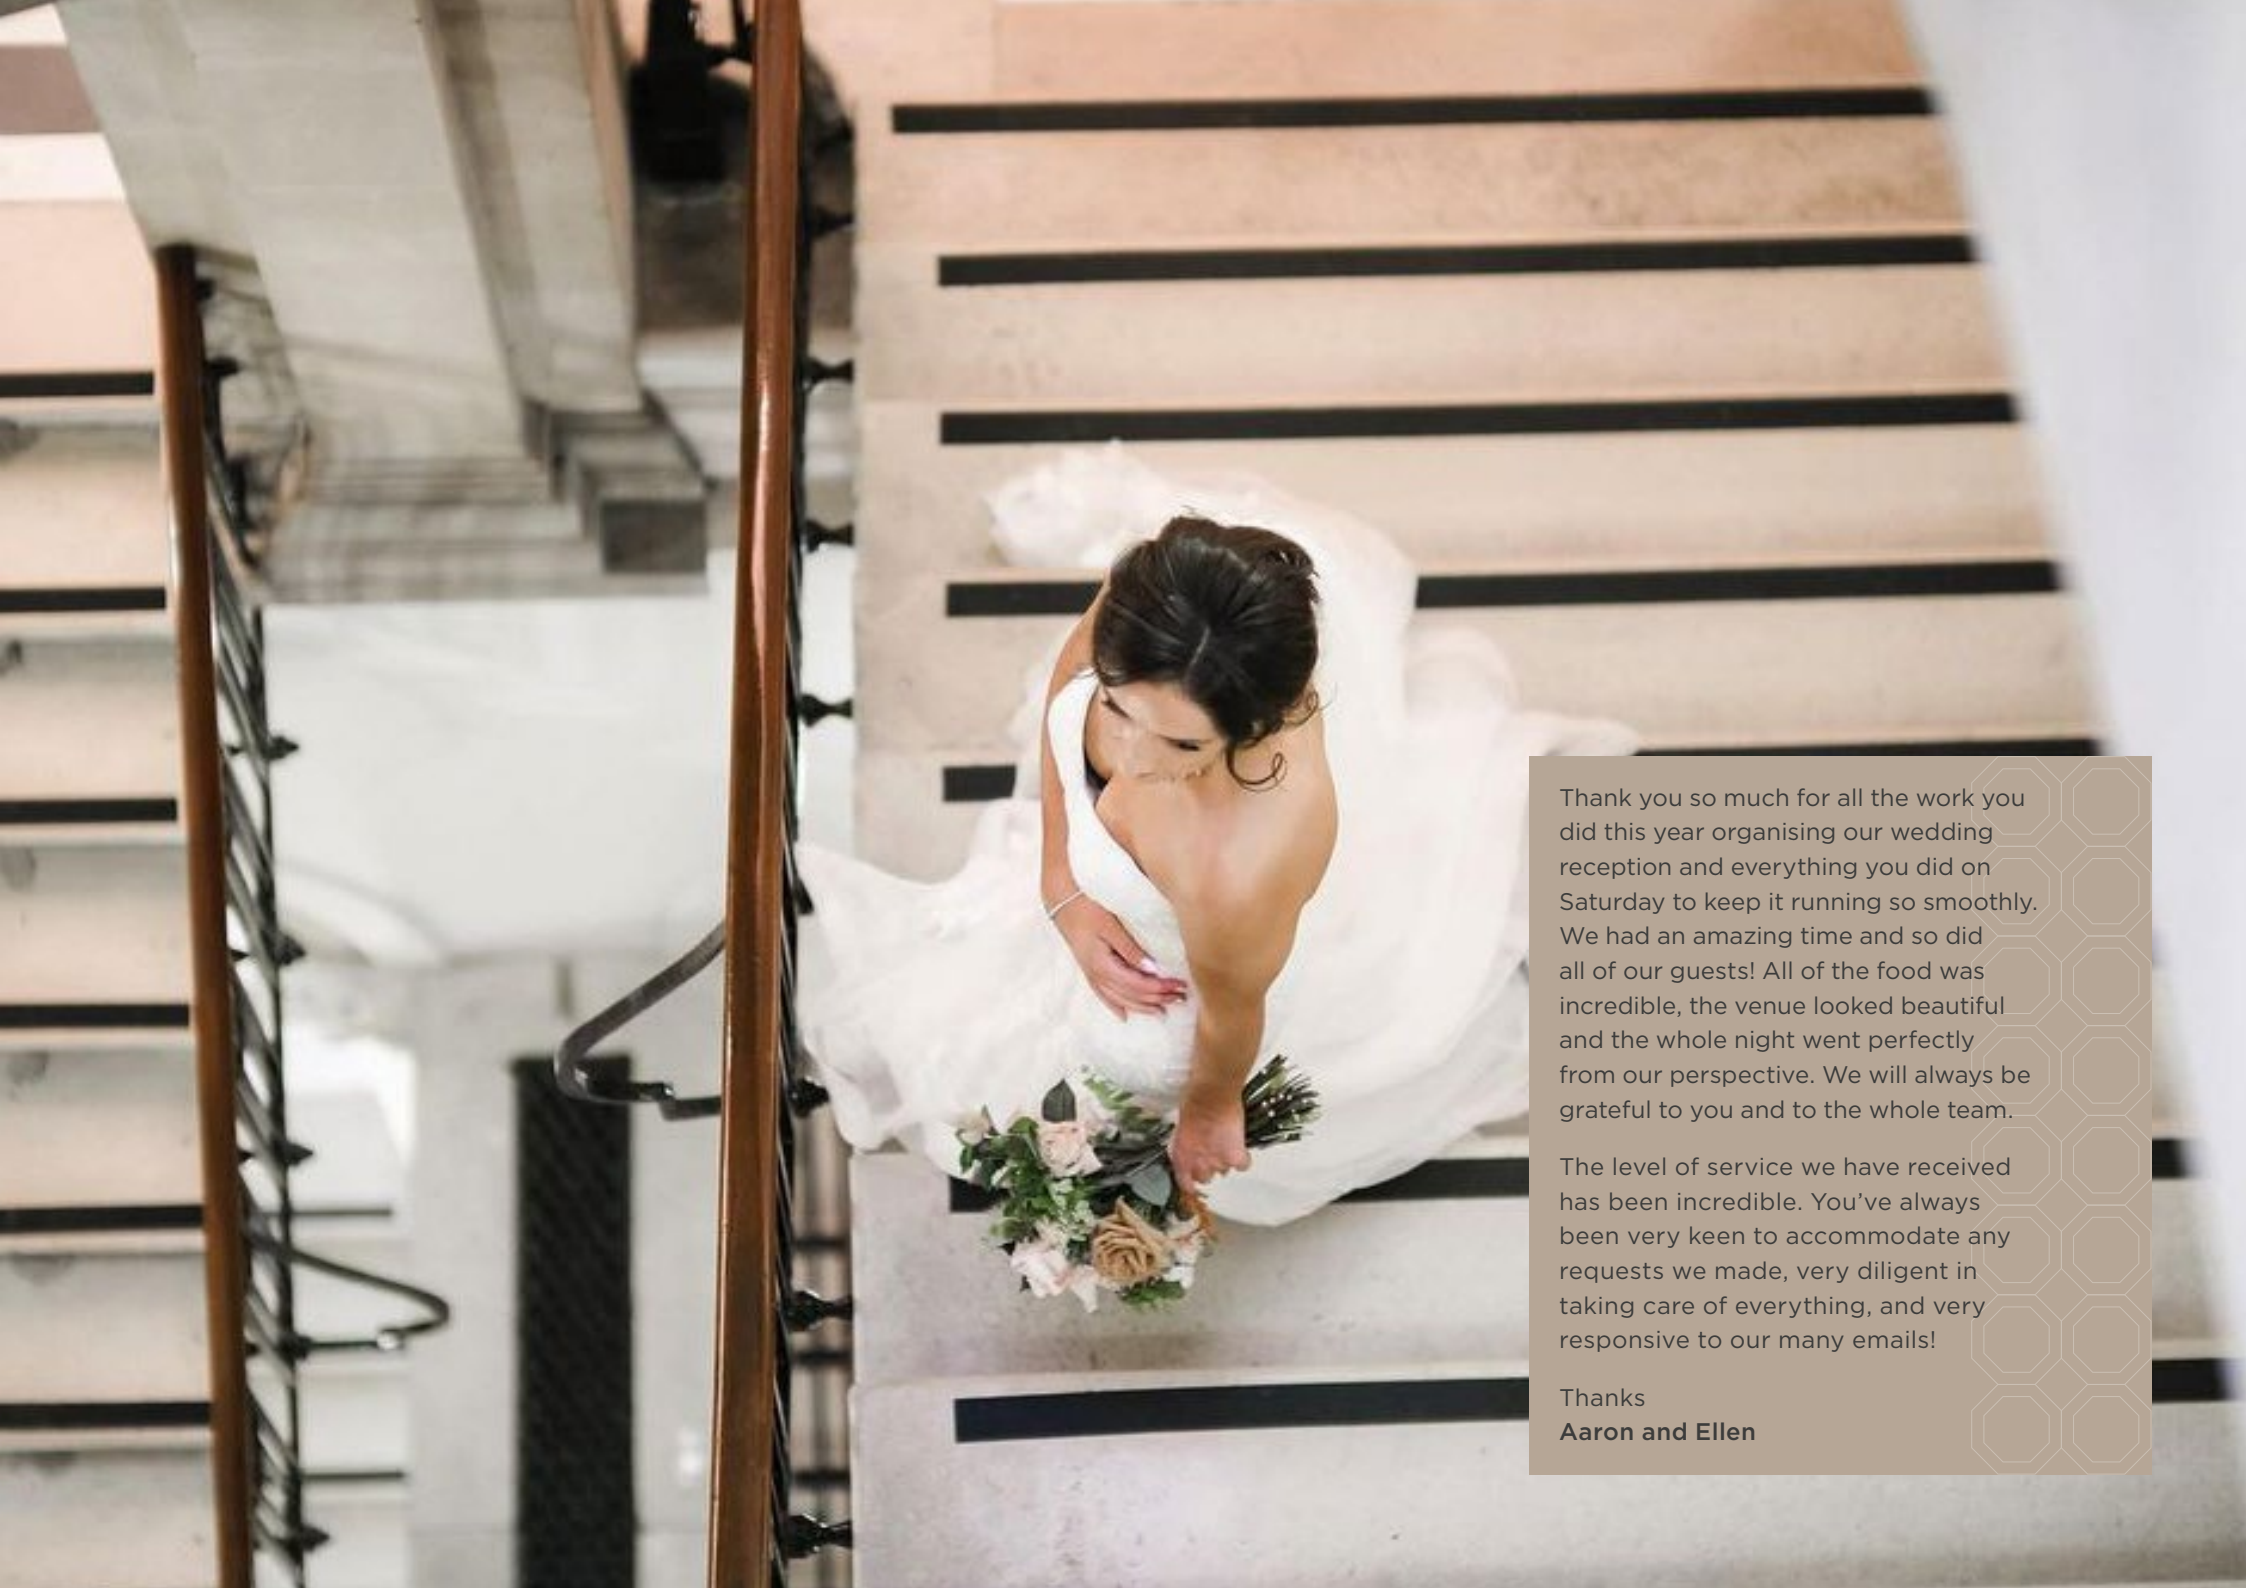 Thank you so much for all the work you
did this year organising our wedding
reception and everything you did on
Saturday to keep it running so smoothly.
We had an amazing time and so did
all of our guests! All of the food was
incredible, the venue looked beautiful
and the whole night went perfectly
from our perspective. We will always be
grateful to you and to the whole team.
The level of service we have received
has been incredible. You’ve always
been very keen to accommodate any
requests we made, very diligent in
taking care of everything, and very
responsive to our many emails!
Thanks
Aaron and Ellen